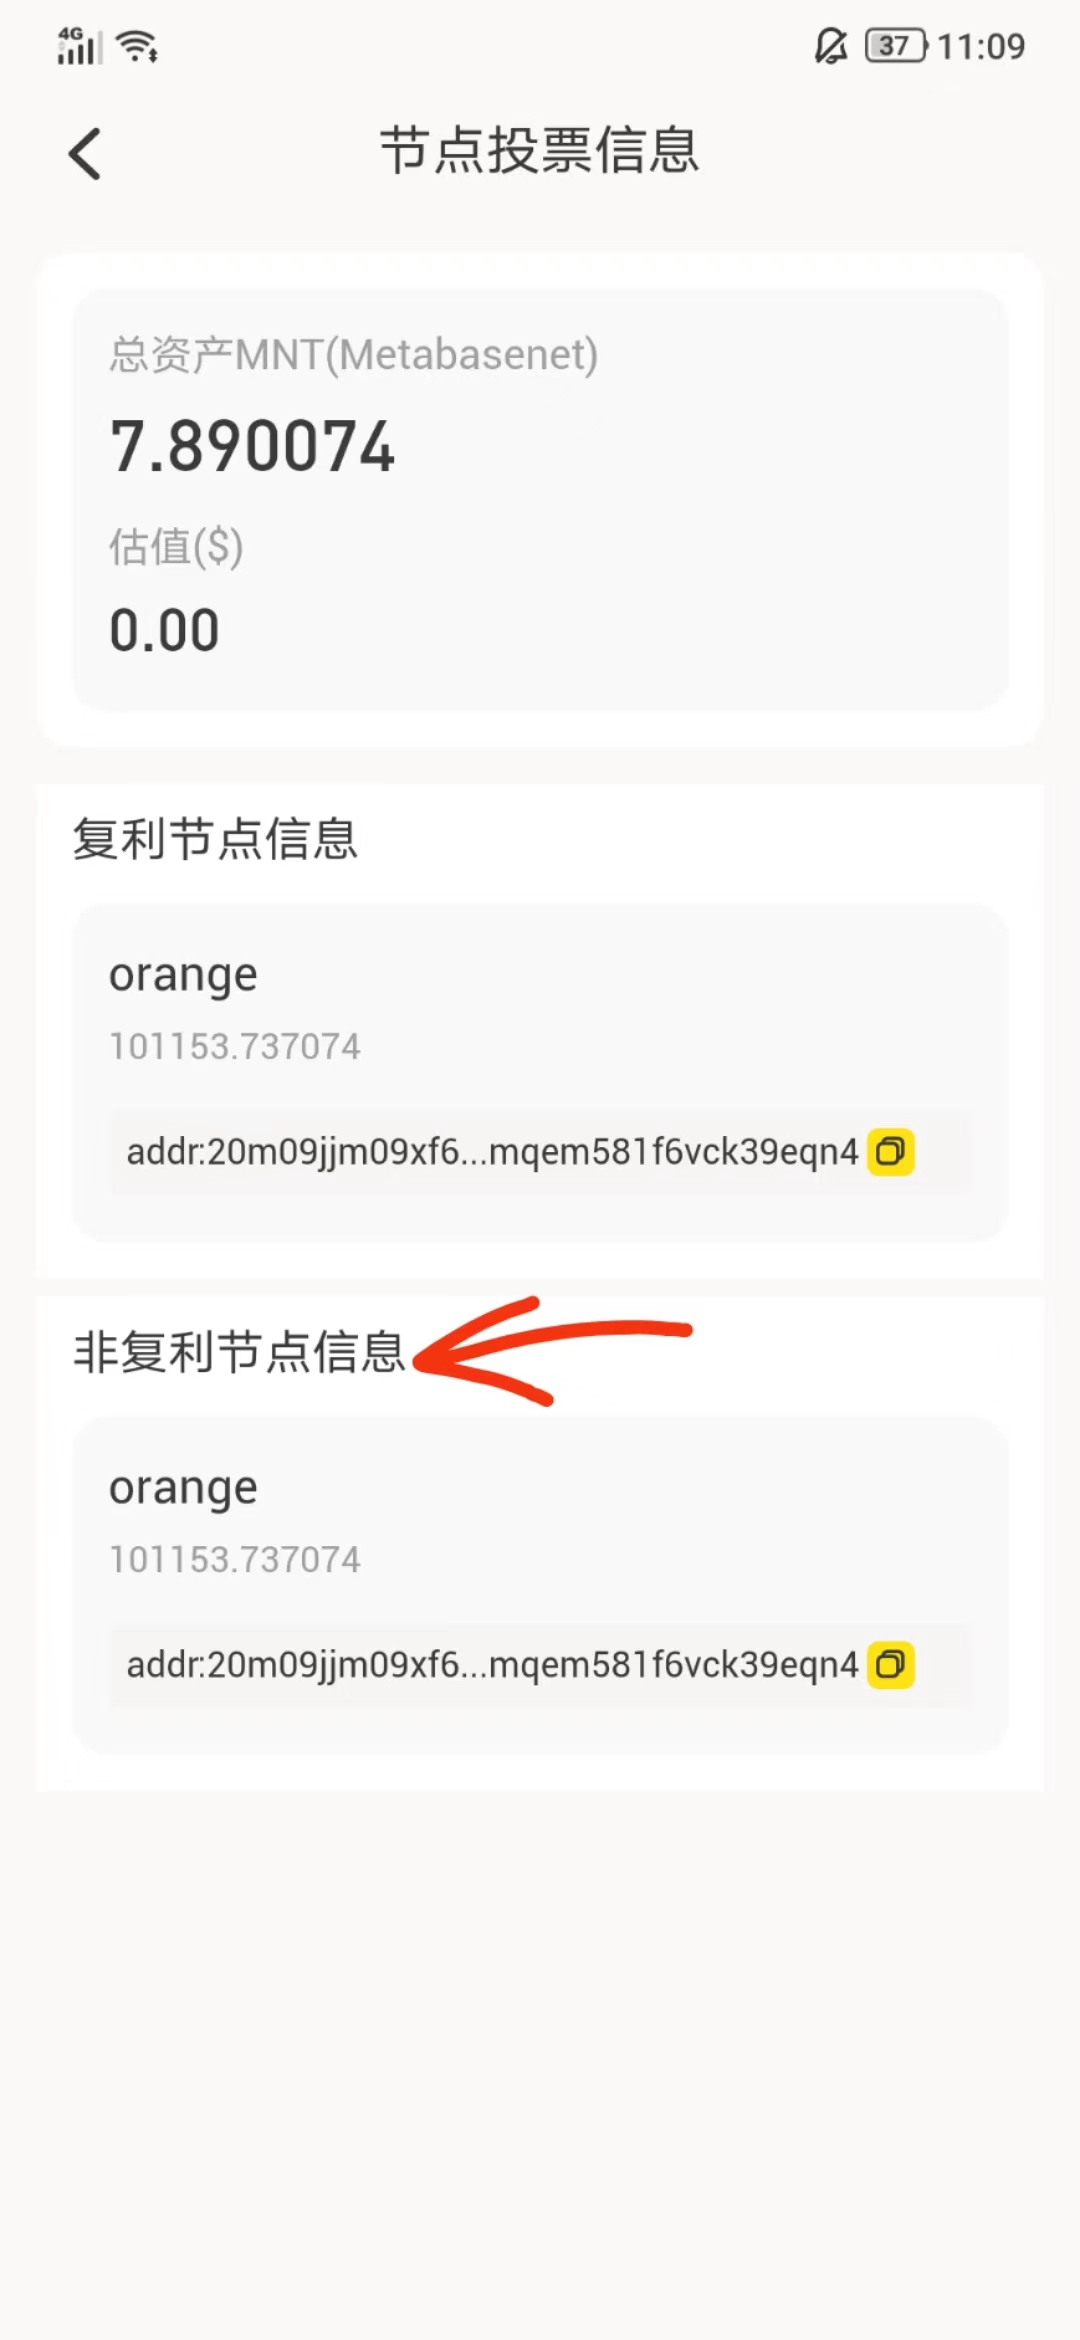 4G 37 11:09
节点投票信息
总资产MNT(Metabasenet)
7.890074
估值($)
0.00
复利节点信息
orange
101153.737074
addr:20m09jjm09xf6...mqem581f6vck39eqn4
非复利节点信息
orange
101153.737074
addr:20m09jjm09xf6...mqem581f6vck39eqn4